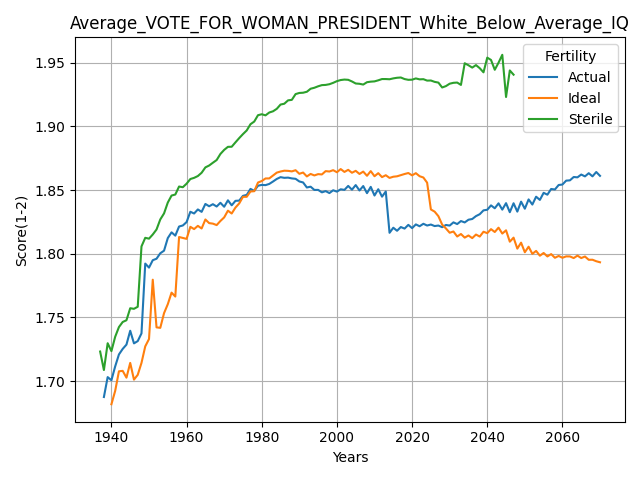 Average_VOTE_FOR_WOMAN_PRESIDENT_White_Below_Average_IQ
Fertility
Actual
Ideal
Sterile
Score(1-2)
1.95
1.90
1.85
1.80
1.75
1.70
1940
1960
1980
2000
2020
2040
2060
Years